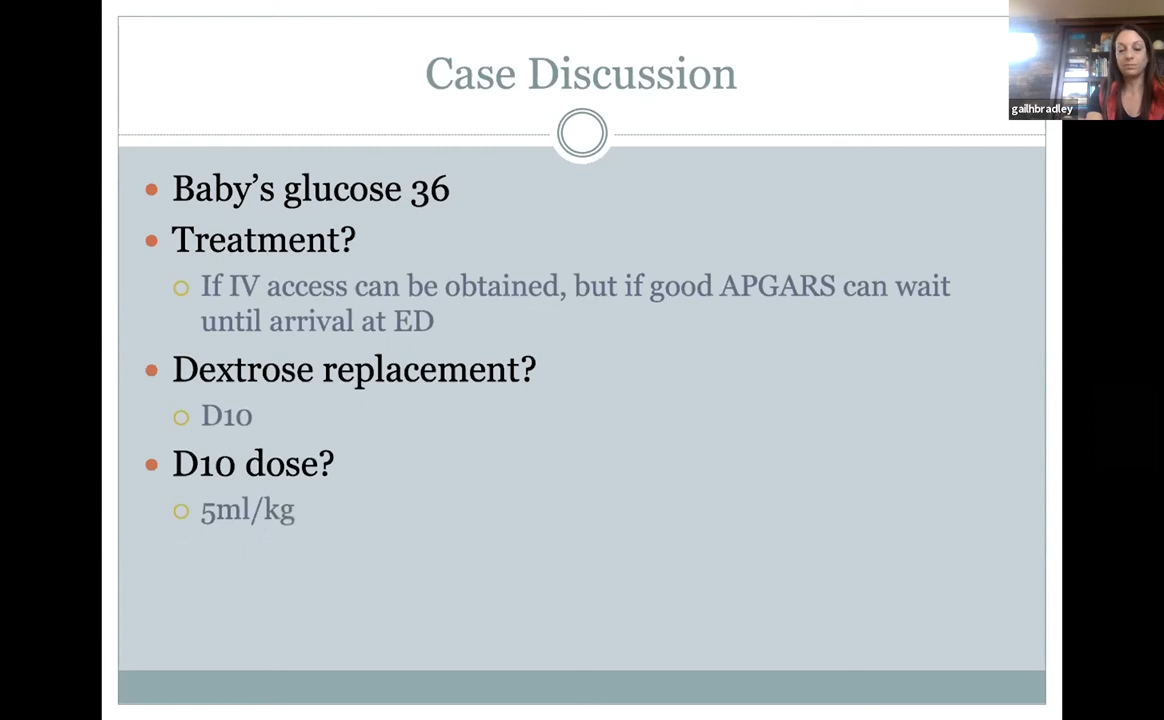 Case Discussion
gailhbradley
Baby's glucose 36
Treatment?
If IV access can be obtained, but if good APGARS can wait
until arrival at ED
Dextrose replacement?
D10
D10 dose?
5ml/kg